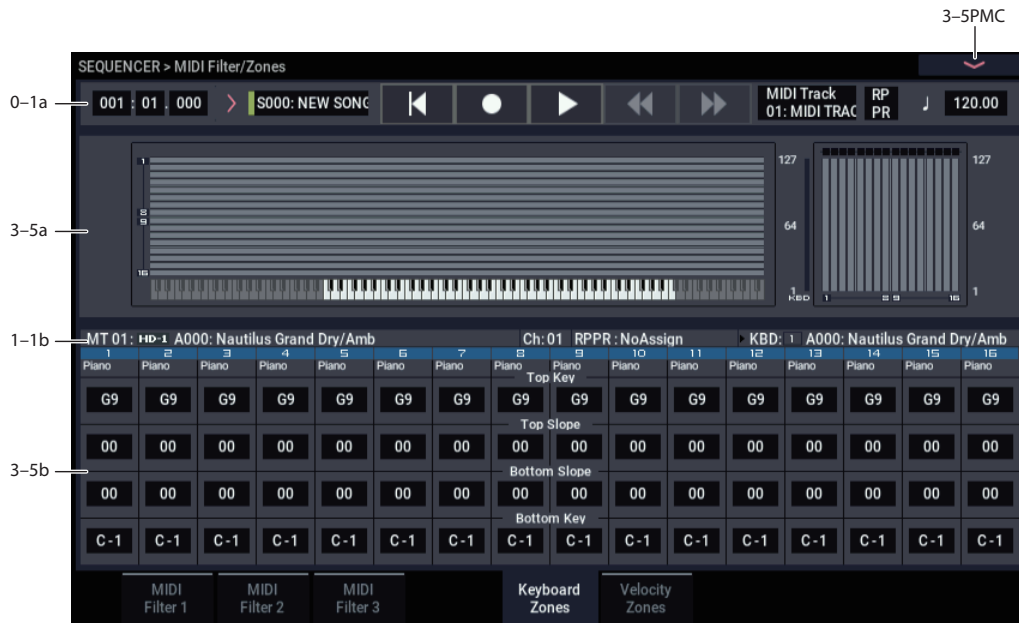 3–5PMC
SEQUENCER > MIDI Filter/Zones
0–1a
001 : 01 . 000
S000: NEW SONG
MIDI Track
01: MIDI TRAC
RP
PR
♩ 120.00
3–5a
1
8
9
16
127
64
1
KBD
1
8 9
16
127
64
1
1–1b
MT 01: HD-1 A000: Nautilus Grand Dry/Amb Ch: 01 RPPR : NoAssign KBD: 1 A000: Nautilus Grand Dry/Amb
1 2 3 4 5 6 7 8 9 10 11 12 13 14 15 16
Piano Piano Piano Piano Piano Piano Piano Piano Piano Piano Piano Piano Piano Piano Piano Piano
Top Key
G9 G9 G9 G9 G9 G9 G9 G9 G9 G9 G9 G9 G9 G9 G9 G9
Top Slope
00 00 00 00 00 00 00 00 00 00 00 00 00 00 00 00
3–5b
Bottom Slope
00 00 00 00 00 00 00 00 00 00 00 00 00 00 00 00
Bottom Key
C-1 C-1 C-1 C-1 C-1 C-1 C-1 C-1 C-1 C-1 C-1 C-1 C-1 C-1 C-1 C-1
MIDI
Filter 1
MIDI
Filter 2
MIDI
Filter 3
Keyboard
Zones
Velocity
Zones